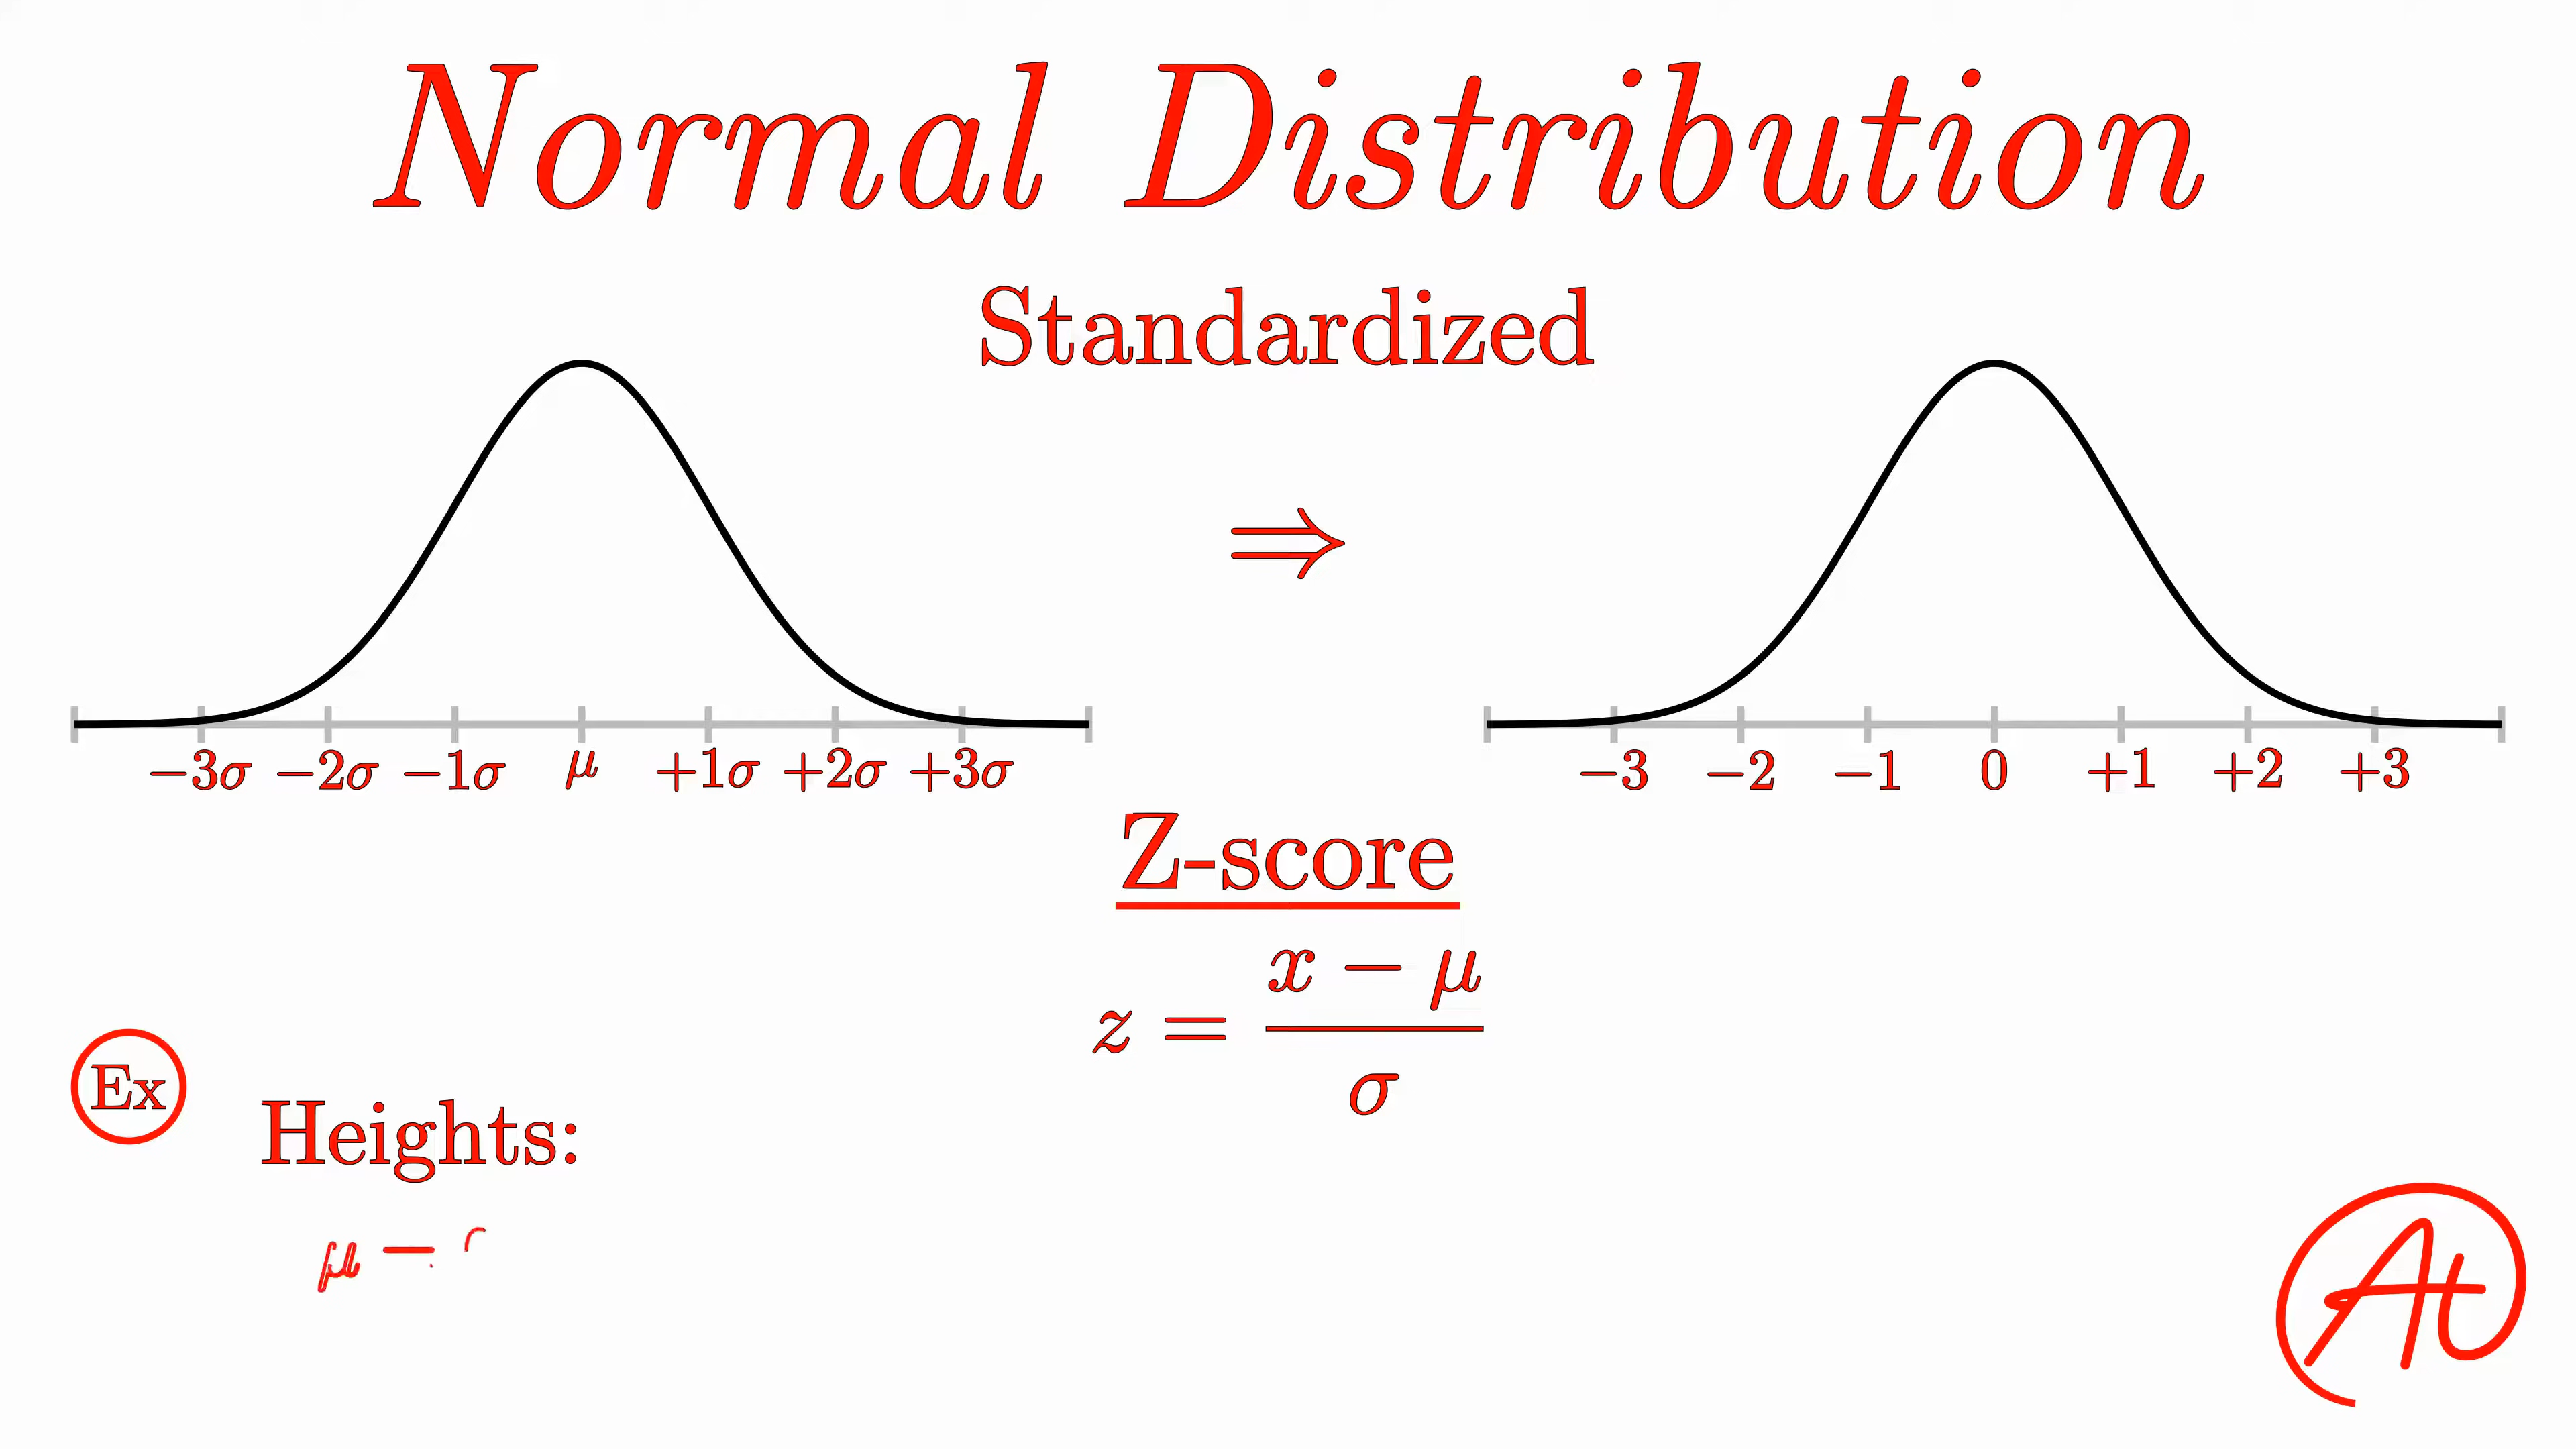 Normal Distribution
Standardized
⇒
−3σ −2σ −1σ μ +1σ +2σ +3σ
−3 −2 −1 0 +1 +2 +3
Z-score
z = (x − μ) / σ
Ex
Heights:
μ
At